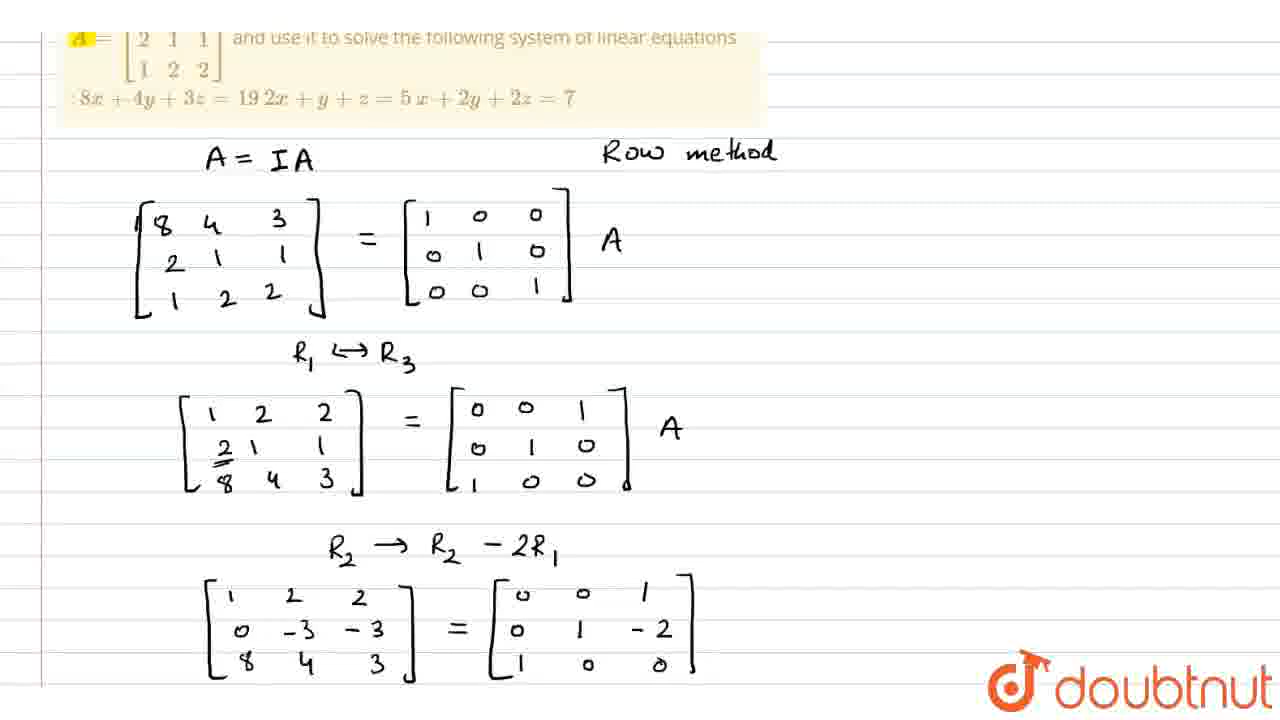 A = [
2 1 1 and use it to solve the following system of linear equations
1 2 2 ]
: 8x + 4y + 3z = 19 2x + y + z = 5 x + 2y + 2z = 7
A = IA Row method
[ 8 4 3
2 1 1
1 2 2 ] = [ 1 0 0
0 1 0
0 0 1 ] A
R1 ↔ R3
[ 1 2 2
2 1 1
8 4 3 ] = [ 0 0 1
0 1 0
1 0 0 ] A
R2 → R2 - 2R1
[ 1 2 2
0 -3 -3
8 4 3 ] = [ 0 0 1
0 1 -2
1 0 0 ]
doubtnut